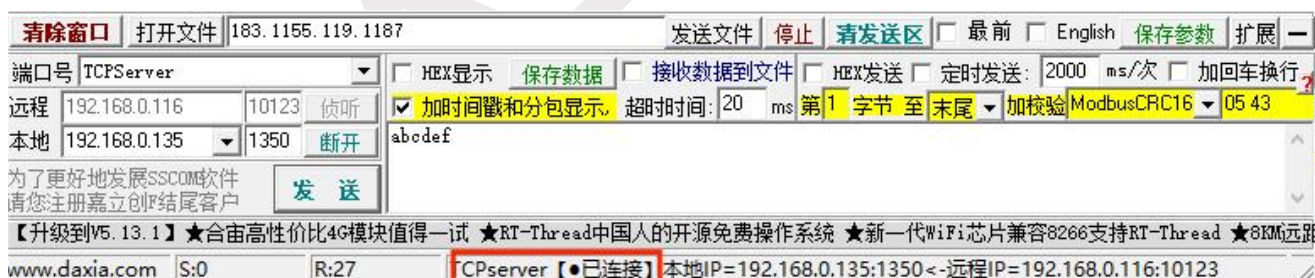 清除窗口 打开文件 183.1155.119.1187 发送文件 停止 清发送区 最前 English 保存参数 扩展 —
端口号 TCPServer HEX显示 保存数据 接收数据到文件 HEX发送 定时发送: 2000 ms/次 加回车换行
远程 192.168.0.116 10123 侦听 加时间戳和分包显示, 超时时间: 20 ms 第1 字节 至 末尾 加校验 ModbusCRC16 05 43
本地 192.168.0.135 1350 断开 abcdef
为了更好地发展SSCOM软件
请您注册嘉立创F结尾客户 发 送
【升级到V5.13.1】★合宙高性价比4G模块值得一试 ★RT-Thread中国人的开源免费操作系统 ★新一代WiFi芯片兼容8266支持RT-Thread ★8KM远距
www.daxia.com S:0 R:27 TCPserver【●已连接】本地IP=192.168.0.135:1350<-远程IP=192.168.0.116:10123